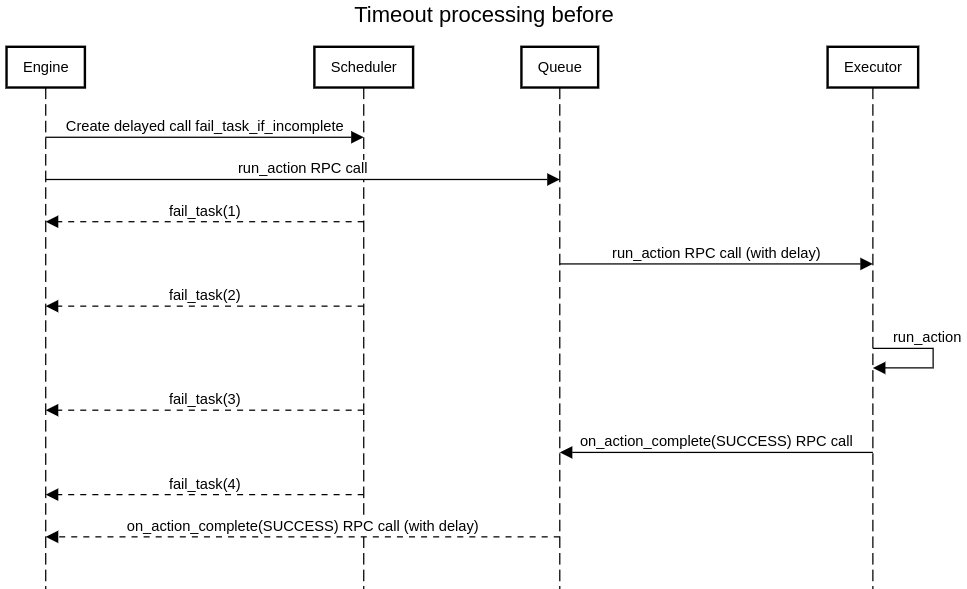 Timeout processing before
Engine
Scheduler
Queue
Executor
Create delayed call fail_task_if_incomplete
run_action RPC call
fail_task(1)
run_action RPC call (with delay)
fail_task(2)
run_action
fail_task(3)
on_action_complete(SUCCESS) RPC call
fail_task(4)
on_action_complete(SUCCESS) RPC call (with delay)